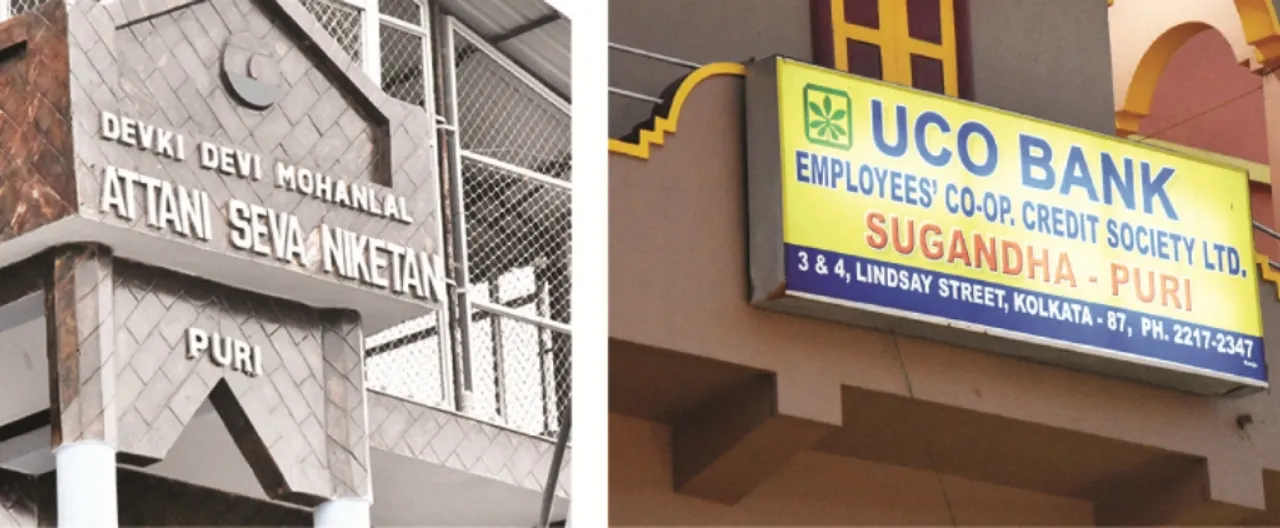 DEVKI DEVI MOHANLAL
ATTANI SEVA NIKETAN
PURI
UCO BANK
EMPLOYEES' CO-OP. CREDIT SOCIETY LTD.
SUGANDHA - PURI
3 & 4, LINDSAY STREET, KOLKATA - 87, PH. 2217-2347